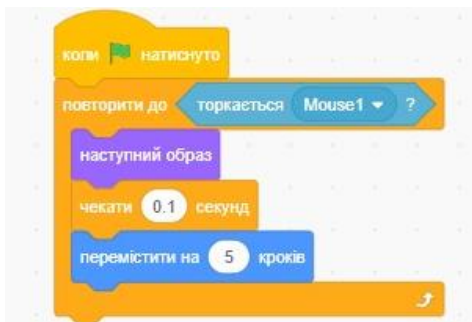 коли натиснуто
повторити до торкається Mouse1 ?
наступний образ
чекати 0.1 секунд
перемістити на 5 кроків